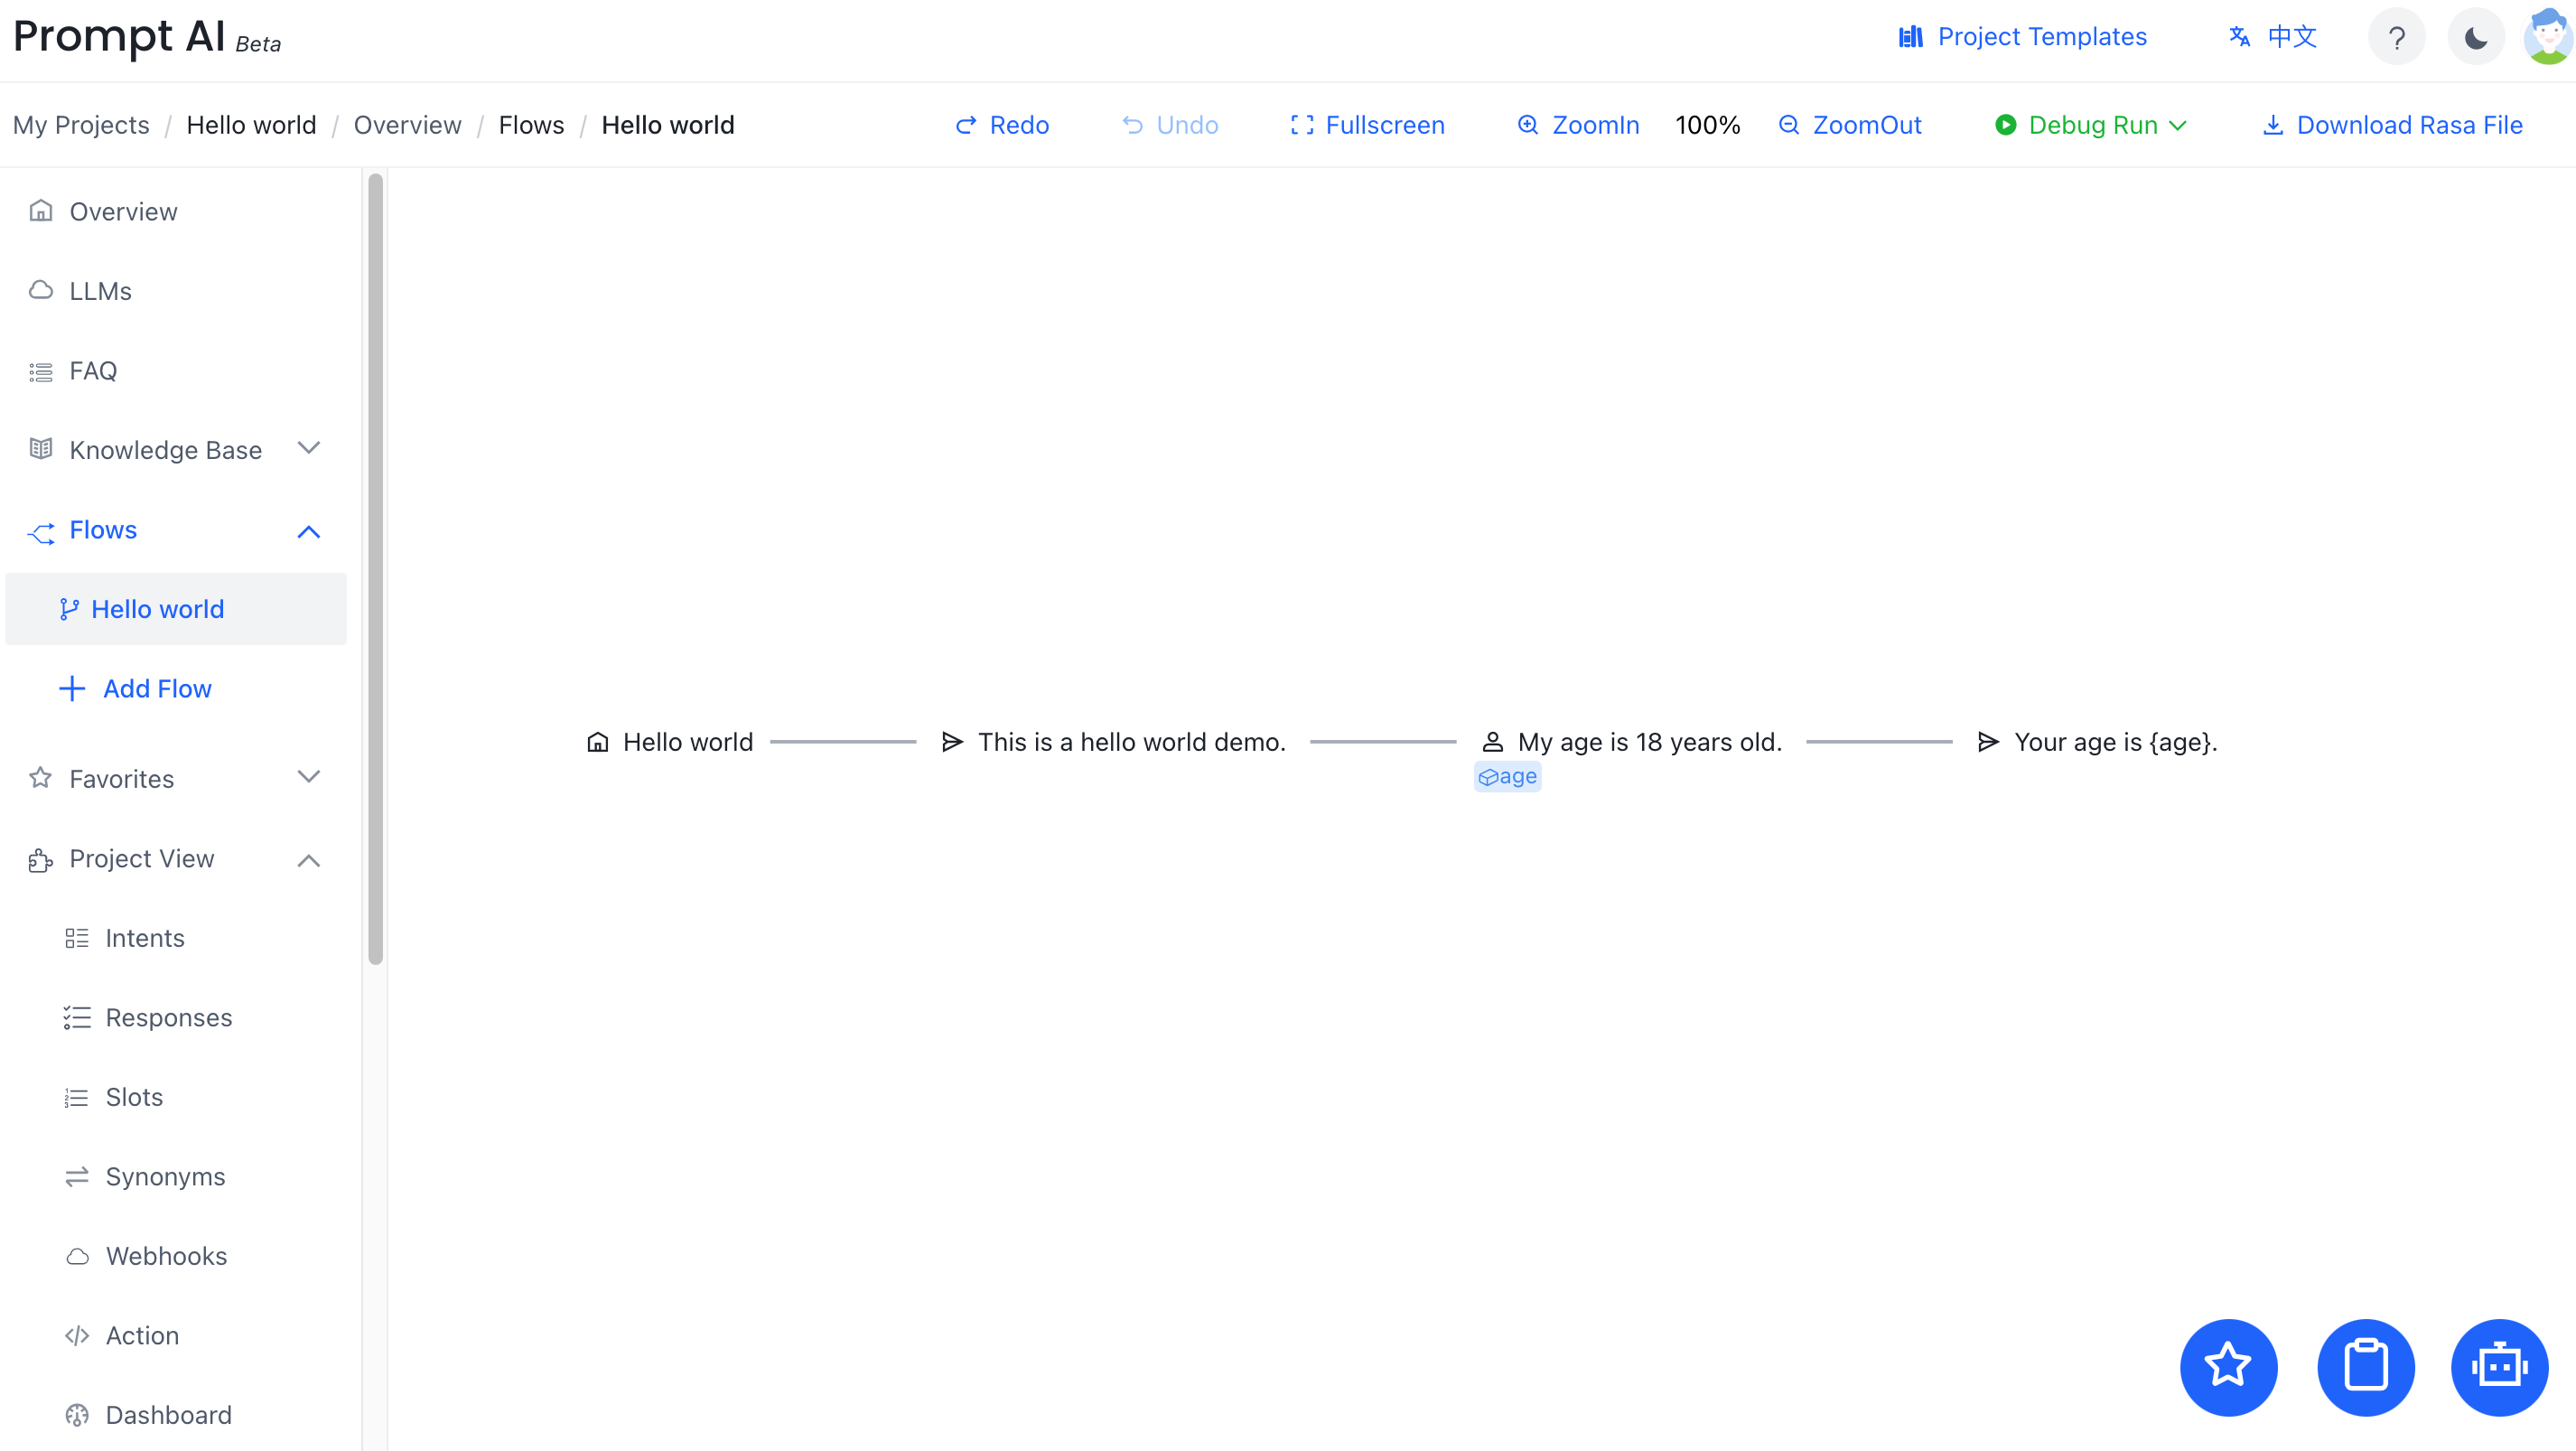 Prompt AI Beta
Project Templates
中文
?
My Projects / Hello world / Overview / Flows / Hello world
Redo
Undo
Fullscreen
ZoomIn
100%
ZoomOut
Debug Run
Download Rasa File
Overview
LLMs
FAQ
Knowledge Base
Flows
Hello world
Add Flow
Favorites
Project View
Intents
Responses
Slots
Synonyms
Webhooks
Action
Dashboard
Hello world
This is a hello world demo.
My age is 18 years old.
age
Your age is {age}.